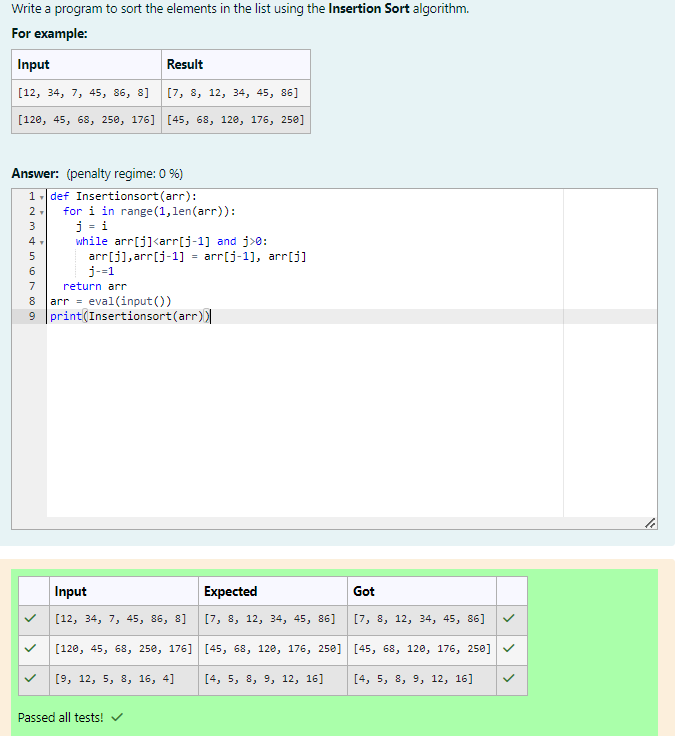 Write a program to sort the elements in the list using the Insertion Sort algorithm.
For example:
Input Result
[12, 34, 7, 45, 86, 8] [7, 8, 12, 34, 45, 86]
[120, 45, 68, 250, 176] [45, 68, 120, 176, 250]
Answer: (penalty regime: 0 %)
1 def Insertionsort(arr):
2 for i in range(1,len(arr)):
3 j = i
4 while arr[j]<arr[j-1] and j>0:
5 arr[j],arr[j-1] = arr[j-1], arr[j]
6 j-=1
7 return arr
8 arr = eval(input())
9 print(Insertionsort(arr))
Input Expected Got
[12, 34, 7, 45, 86, 8] [7, 8, 12, 34, 45, 86] [7, 8, 12, 34, 45, 86]
[120, 45, 68, 250, 176] [45, 68, 120, 176, 250] [45, 68, 120, 176, 250]
[9, 12, 5, 8, 16, 4] [4, 5, 8, 9, 12, 16] [4, 5, 8, 9, 12, 16]
Passed all tests!